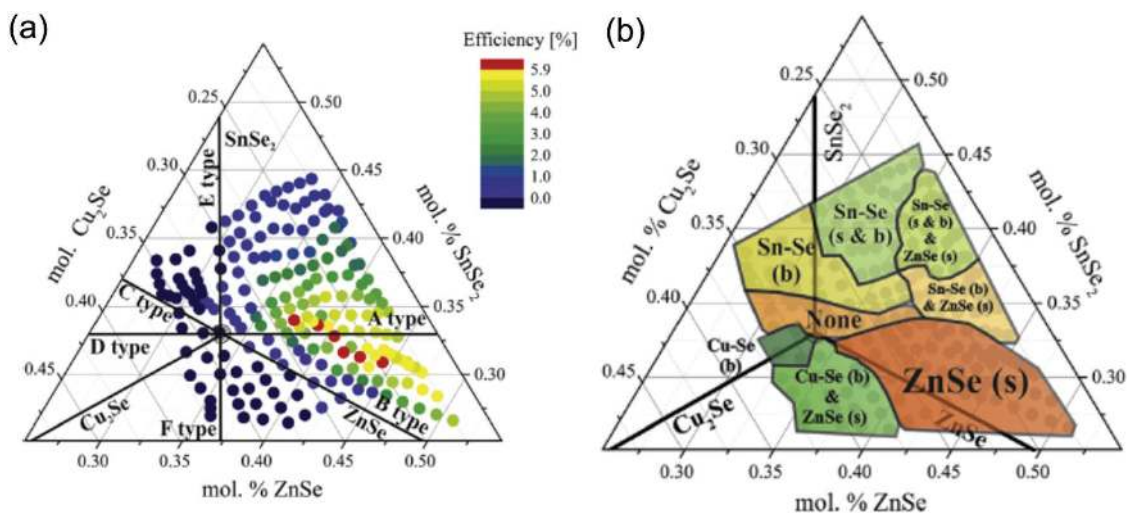 (a)
Efficiency [%]
5.9
5.0
4.0
3.0
2.0
1.0
0.0
0.25
0.30
0.35
0.40
0.45
mol. % Cu₂Se
0.50
0.45
0.40
0.35
0.30
mol. % SnSe₂
SnSe₂
E type
C type
D type
Cu₂Se
F type
A type
B type
ZnSe
0.30
0.35
0.40
0.45
0.50
mol. % ZnSe
(b)
0.25
0.30
0.35
0.40
0.45
mol. % Cu₂Se
0.50
0.45
0.40
0.35
0.30
mol. % SnSe₂
SnSe₂
Sn-Se
(s & b)
Sn-Se
(s & b)
&
ZnSe (s)
Sn-Se
(b)
Sn-Se (b)
& ZnSe (s)
None
Cu-Se
(b)
Cu-Se (b)
&
ZnSe (s)
ZnSe (s)
Cu₂Se
ZnSe
0.30
0.35
0.40
0.45
0.50
mol. % ZnSe